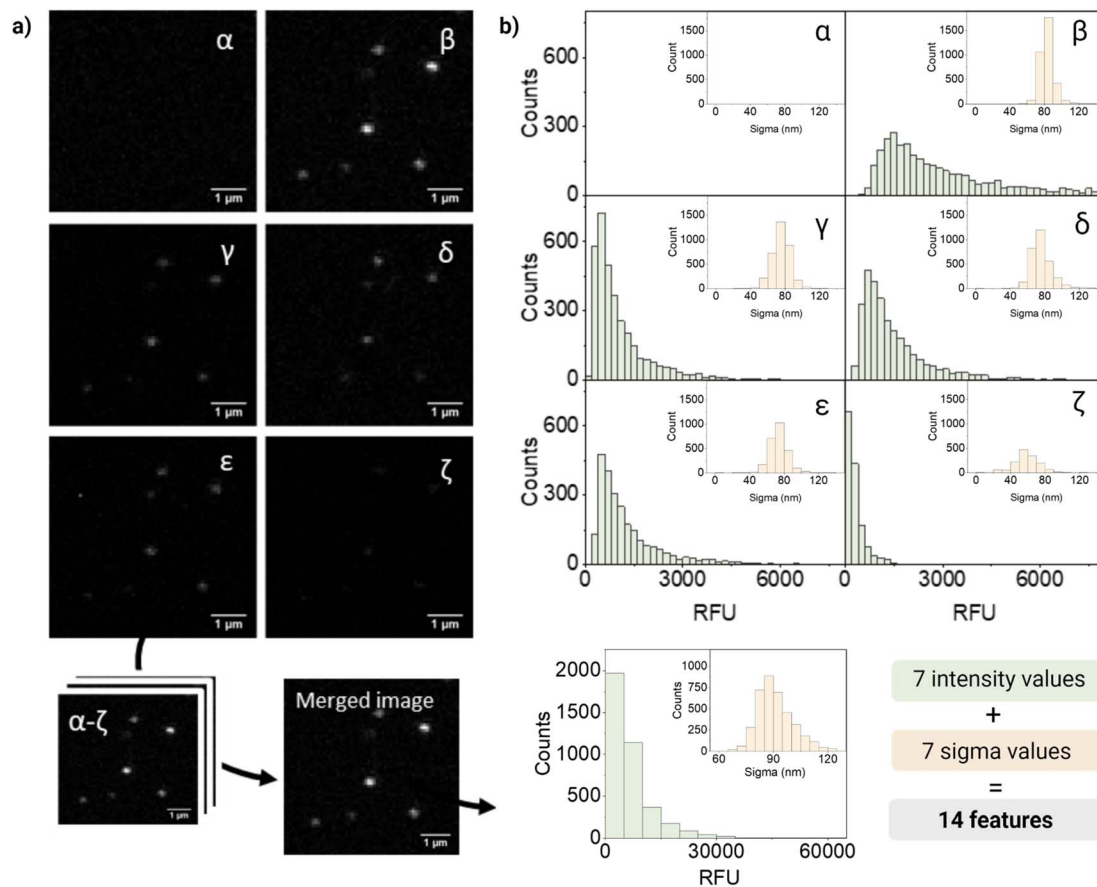 a)
α
1 µm
β
1 µm
γ
1 µm
δ
1 µm
ε
1 µm
ζ
1 µm
α-ζ
1 µm
Merged image
1 µm
b)
Counts
600
300
0
α
Count
1500
1000
500
0
0 40 80 120
Sigma (nm)
β
Count
1500
1000
500
0
0 40 80 120
Sigma (nm)
Counts
600
300
0
γ
Count
1500
1000
500
0
0 40 80 120
Sigma (nm)
δ
Count
1500
1000
500
0
0 40 80 120
Sigma (nm)
Counts
600
300
0
ε
Count
1500
1000
500
0
0 40 80 120
Sigma (nm)
ζ
Count
1500
1000
500
0
0 40 80 120
Sigma (nm)
0 3000 6000
RFU
0 3000 6000
RFU
Counts
2000
1500
1000
500
0
0 30000 60000
RFU
Counts
1000
750
500
250
0
60 90 120
Sigma (nm)
7 intensity values
+
7 sigma values
=
14 features